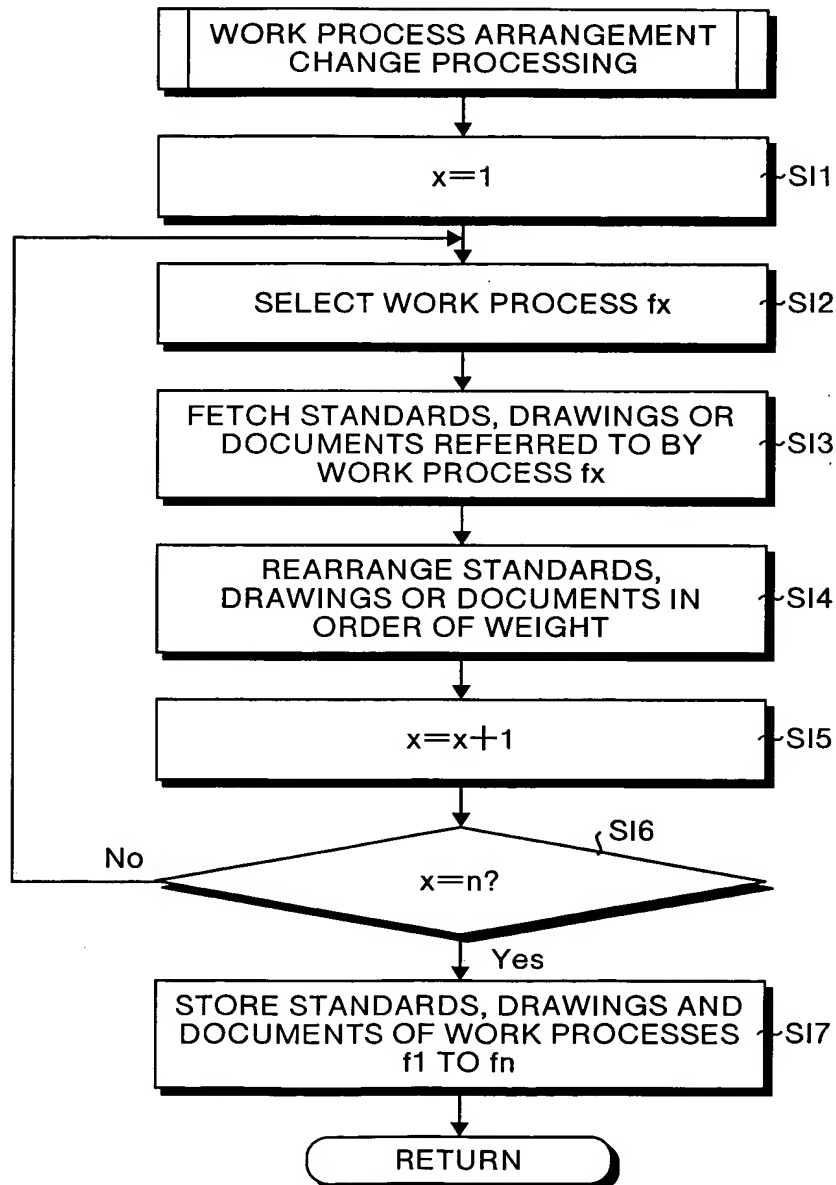 WORK PROCESS ARRANGEMENT
CHANGE PROCESSING
x=1
SI1
SELECT WORK PROCESS fx
SI2
FETCH STANDARDS, DRAWINGS OR
DOCUMENTS REFERRED TO BY
WORK PROCESS fx
SI3
REARRANGE STANDARDS,
DRAWINGS OR DOCUMENTS IN
ORDER OF WEIGHT
SI4
x=x+1
SI5
SI6
No
x=n?
Yes
STORE STANDARDS, DRAWINGS AND
DOCUMENTS OF WORK PROCESSES
f1 TO fn
SI7
RETURN